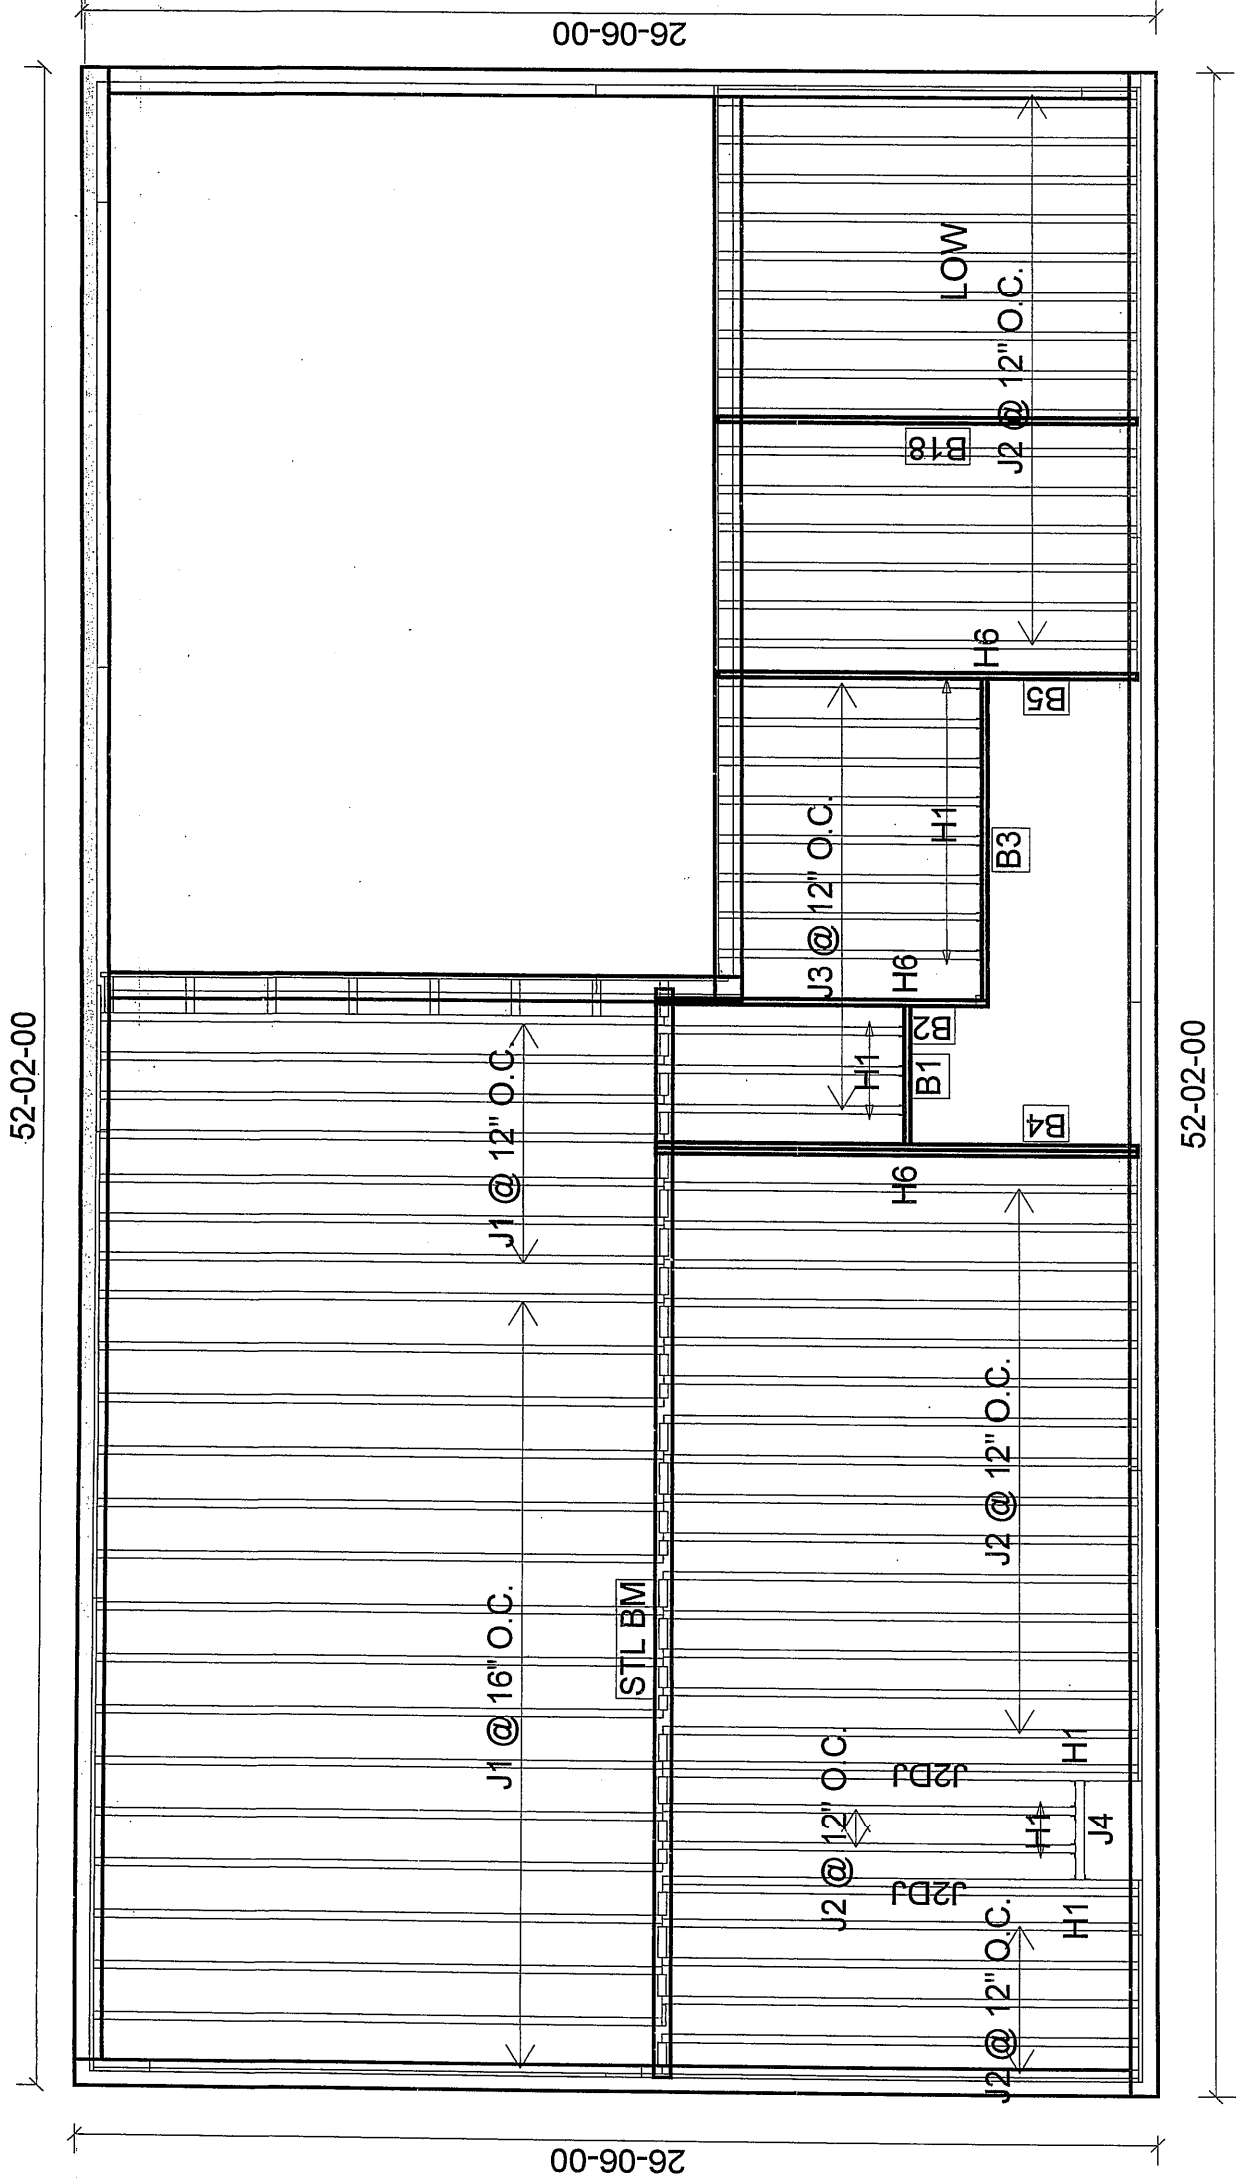 52-02-00
26-06-00
26-06-00
J1 @ 16" O.C.
J1 @ 12" O.C.
STL BM
J2 @ 12" O.C.
J2DJ
J2 @ 12" O.C.
J2DJ
H1
H1
J4
H1
J2 @ 12" O.C.
H6
B4
H1
B1
B2
H6
J3 @ 12" O.C.
H1
B3
B5
H6
B18
J2 @ 12" O.C.
LOW
52-02-00